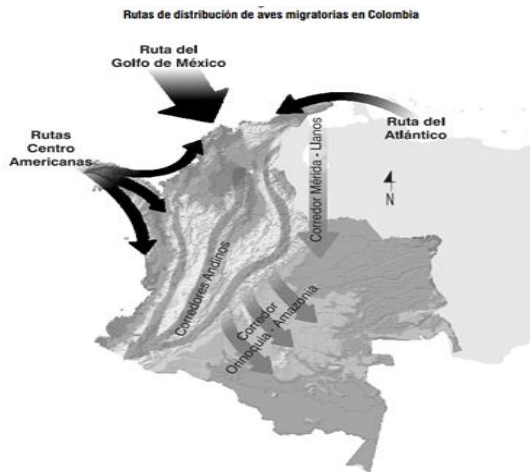 Rutas de distribución de aves migratorias en Colombia
Ruta del
Golfo de México
Rutas
Centro
Americanas
Ruta del
Atlántico
N
Corredor Mérida - Llanos
Corredores Andinos
Corredor
Orinoquia - Amazonia